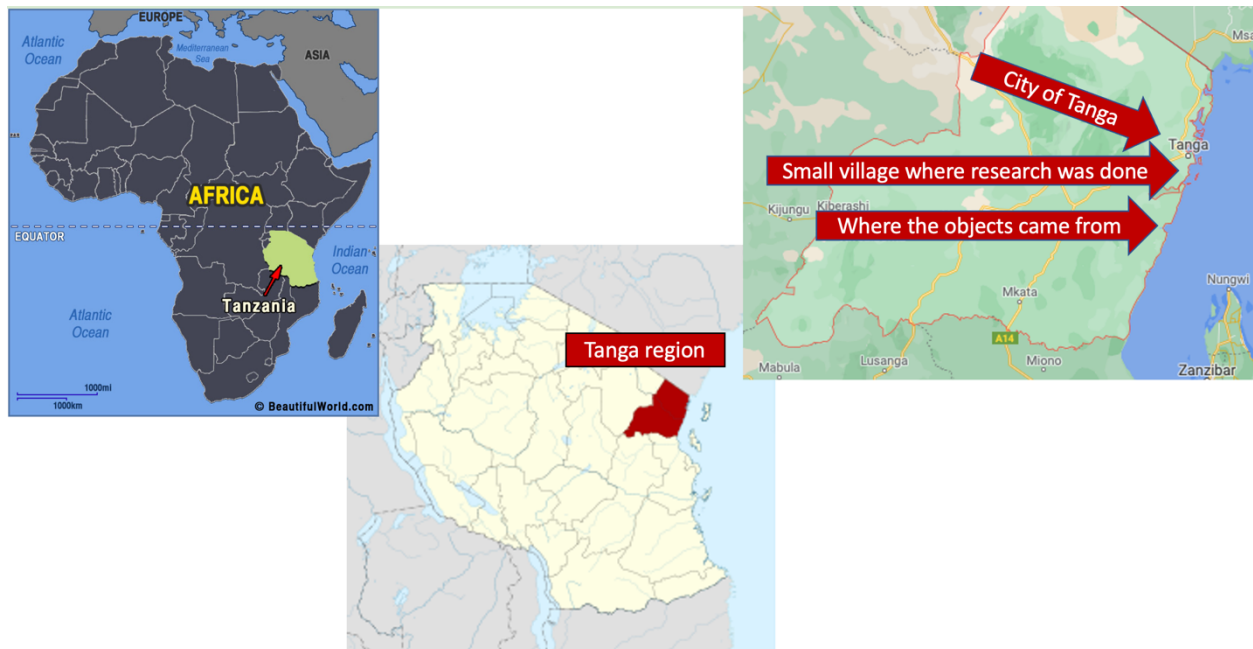 EUROPE
Atlantic
Ocean
Mediterranean
Sea
ASIA
AFRICA
EQUATOR
Indian
Ocean
Tanzania
Atlantic
Ocean
1000mi
1000km
© BeautifulWorld.com
Tanga region
Msa
City of Tanga
Tanga
Small village where research was done
Kijungu
Kiberashi
Where the objects came from
Nungwi
Mkata
A14
Mabula
Lusanga
Miono
Zanzibar